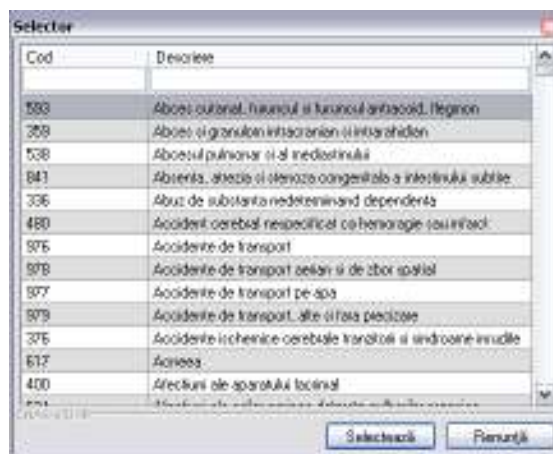 Selector
Cod Descriere
593 Abces cutanat, furuncul si furuncul antracoid, flegmon
359 Abces si granulom intracranian si intrarahidian
538 Abcesul pulmonar si al mediastinului
841 Absenta, atrezia si stenoza congenitala a intestinului subtire
336 Abuz de substanta nedeterminand dependenta
480 Accident cerebral nespecificat ca hemoragie sau infarct
976 Accidente de transport
978 Accidente de transport aerian si de zbor spatial
977 Accidente de transport pe apa
979 Accidente de transport, alte si fara precizare
376 Accidente ischemice cerebrale tranzitorii si sindroame inrudite
617 Acneea
400 Afectiuni ale aparatului lacrimal
Selectează Renunţă